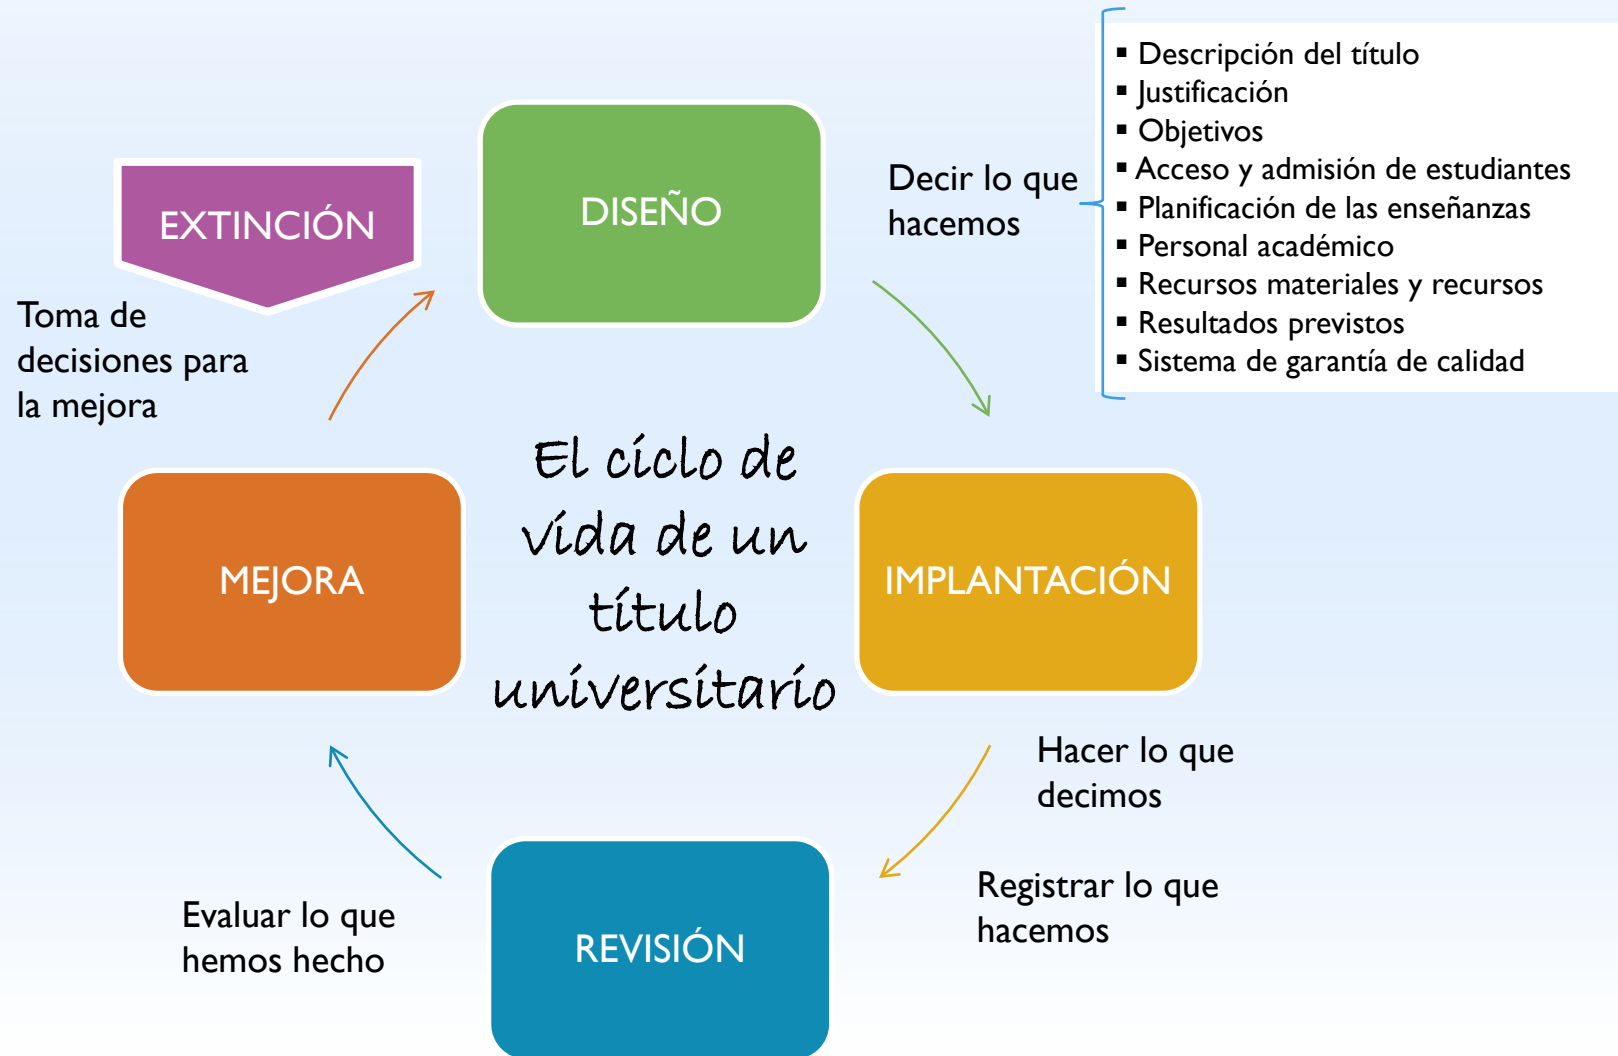 ▪ Descripción del título
▪ Justificación
▪ Objetivos
▪ Acceso y admisión de estudiantes
▪ Planificación de las enseñanzas
▪ Personal académico
▪ Recursos materiales y recursos
▪ Resultados previstos
▪ Sistema de garantía de calidad
Decir lo que
hacemos
DISEÑO
EXTINCIÓN
Toma de
decisiones para
la mejora
El ciclo de
vida de un
título
universitario
MEJORA
IMPLANTACIÓN
Hacer lo que
decimos
Registrar lo que
hacemos
Evaluar lo que
hemos hecho
REVISIÓN